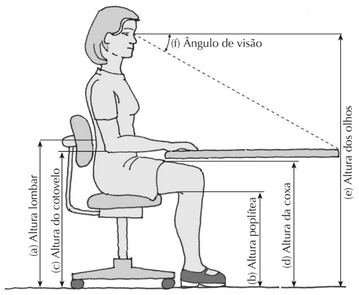 (f) Ângulo de visão
(a) Altura lombar
(c) Altura do cotovelo
(b) Altura poplítea
(d) Altura da coxa
(e) Altura dos olhos